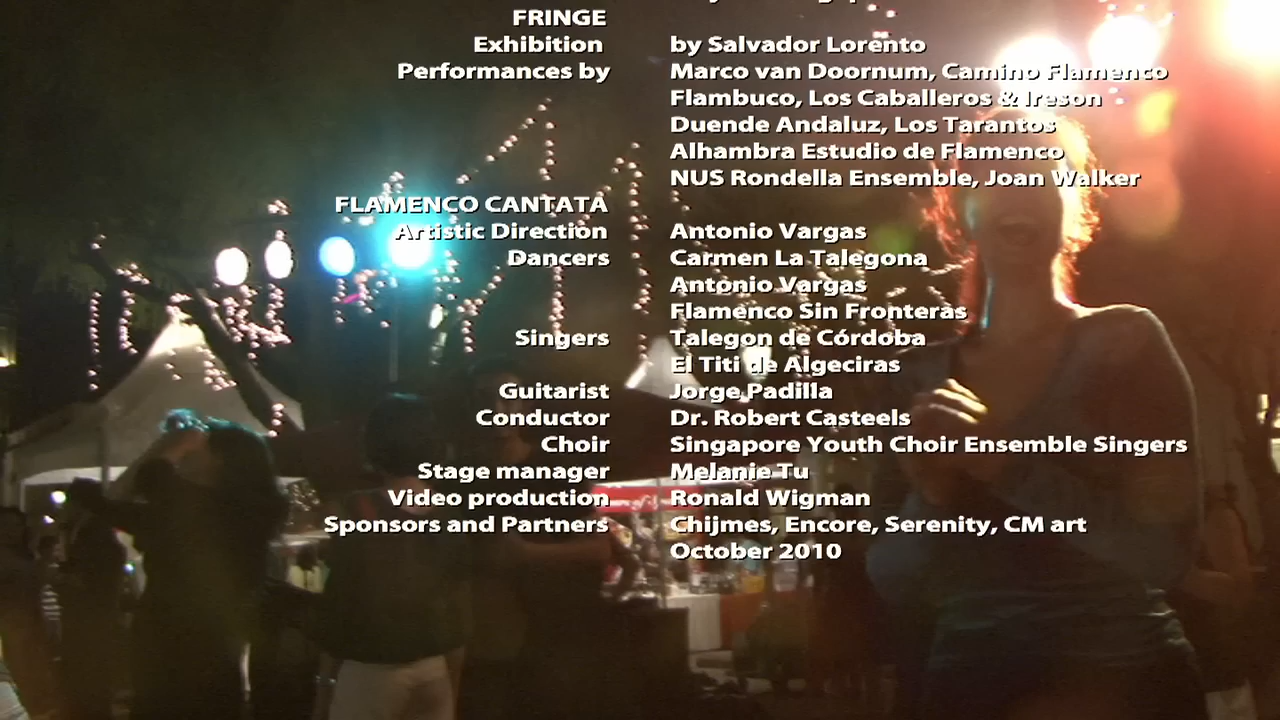 FRINGE
Exhibition by Salvador Lorento
Performances by Marco van Doornum, Camino Flamenco
Flambuco, Los Caballeros & Ireson
Duende Andaluz, Los Tarantos
Alhambra Estudio de Flamenco
NUS Rondella Ensemble, Joan Walker
FLAMENCO CANTATA
Artistic Direction Antonio Vargas
Dancers Carmen La Talegona
Antonio Vargas
Flamenco Sin Fronteras
Singers Talegon de Córdoba
El Titi de Algeciras
Guitarist Jorge Padilla
Conductor Dr. Robert Casteels
Choir Singapore Youth Choir Ensemble Singers
Stage manager Melanie Tu
Video production Ronald Wigman
Sponsors and Partners Chijmes, Encore, Serenity, CM art
October 2010